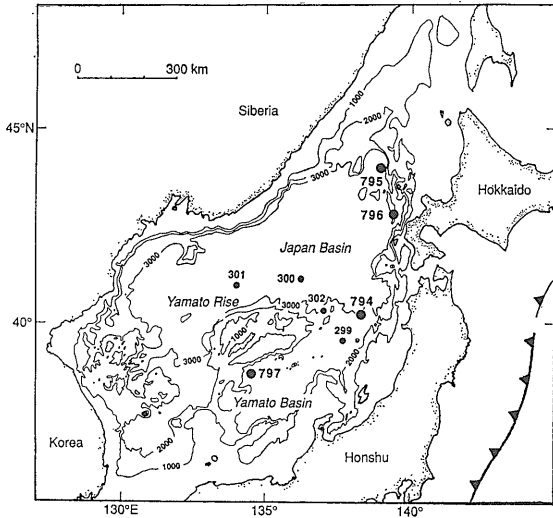 0 300 km
Siberia
45°N
1000
2000
3000
795
Hokkaido
796
Japan Basin
301
300
3000
Yamato Rise
3000
302
794
40°
1000
299
3000
2000
797
Yamato Basin
Korea
2000
1000
Honshu
130°E 135° 140°